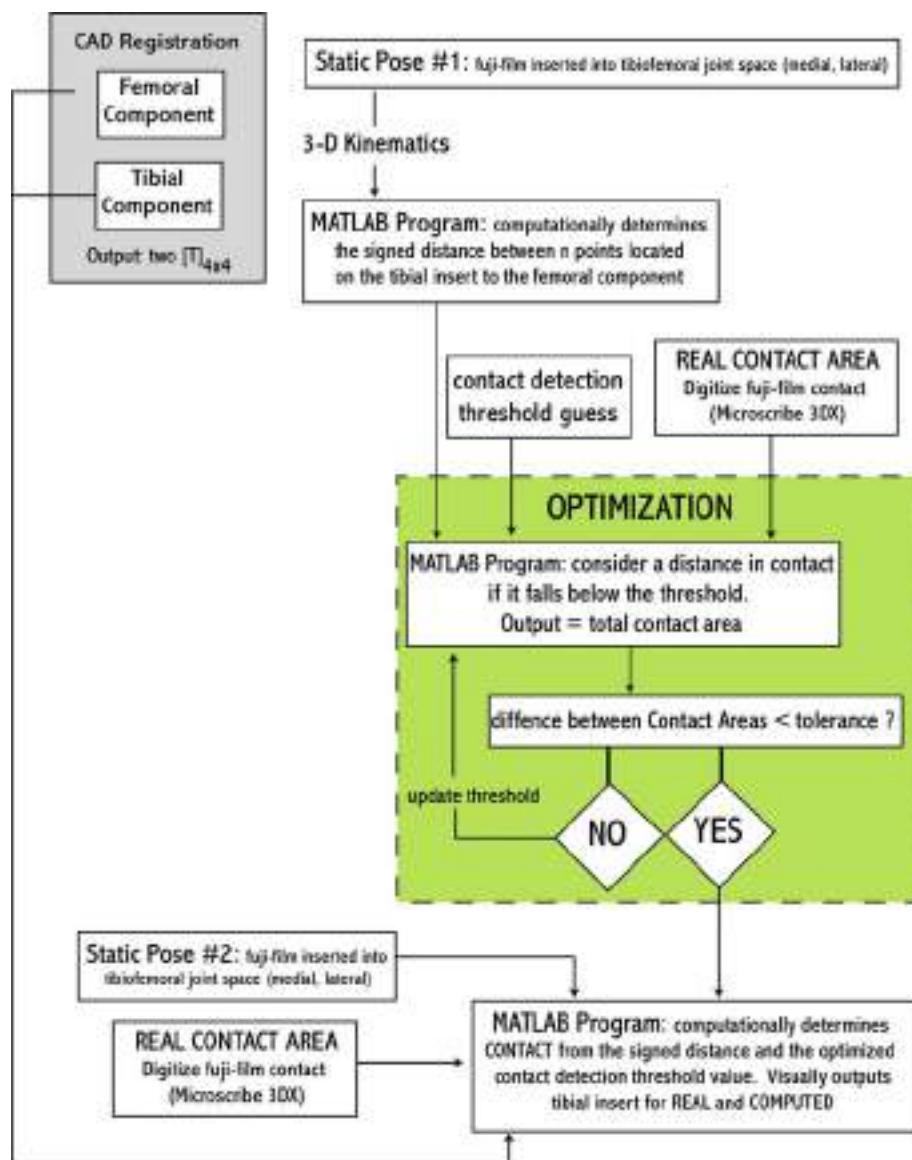 CAD Registration
Femoral
Component
Tibial
Component
Output: two [T]4x4
Static Pose #1: fuji-film inserted into tibiofemoral joint space (medial, lateral)
3-D Kinematics
MATLAB Program: computationally determines
the signed distance between n points located
on the tibial insert to the femoral component
contact detection
threshold guess
REAL CONTACT AREA
Digitize fuji-film contact
(Microscribe 3DX)
OPTIMIZATION
MATLAB Program: consider a distance in contact
if it falls below the threshold.
Output = total contact area
diffence between Contact Areas < tolerance ?
update threshold
NO
YES
Static Pose #2: fuji-film inserted into
tibiofemoral joint space (medial, lateral)
REAL CONTACT AREA
Digitize fuji-film contact
(Microscribe 3DX)
MATLAB Program: computationally determines
CONTACT from the signed distance and the optimized
contact detection threshold value. Visually outputs
tibial insert for REAL and COMPUTED